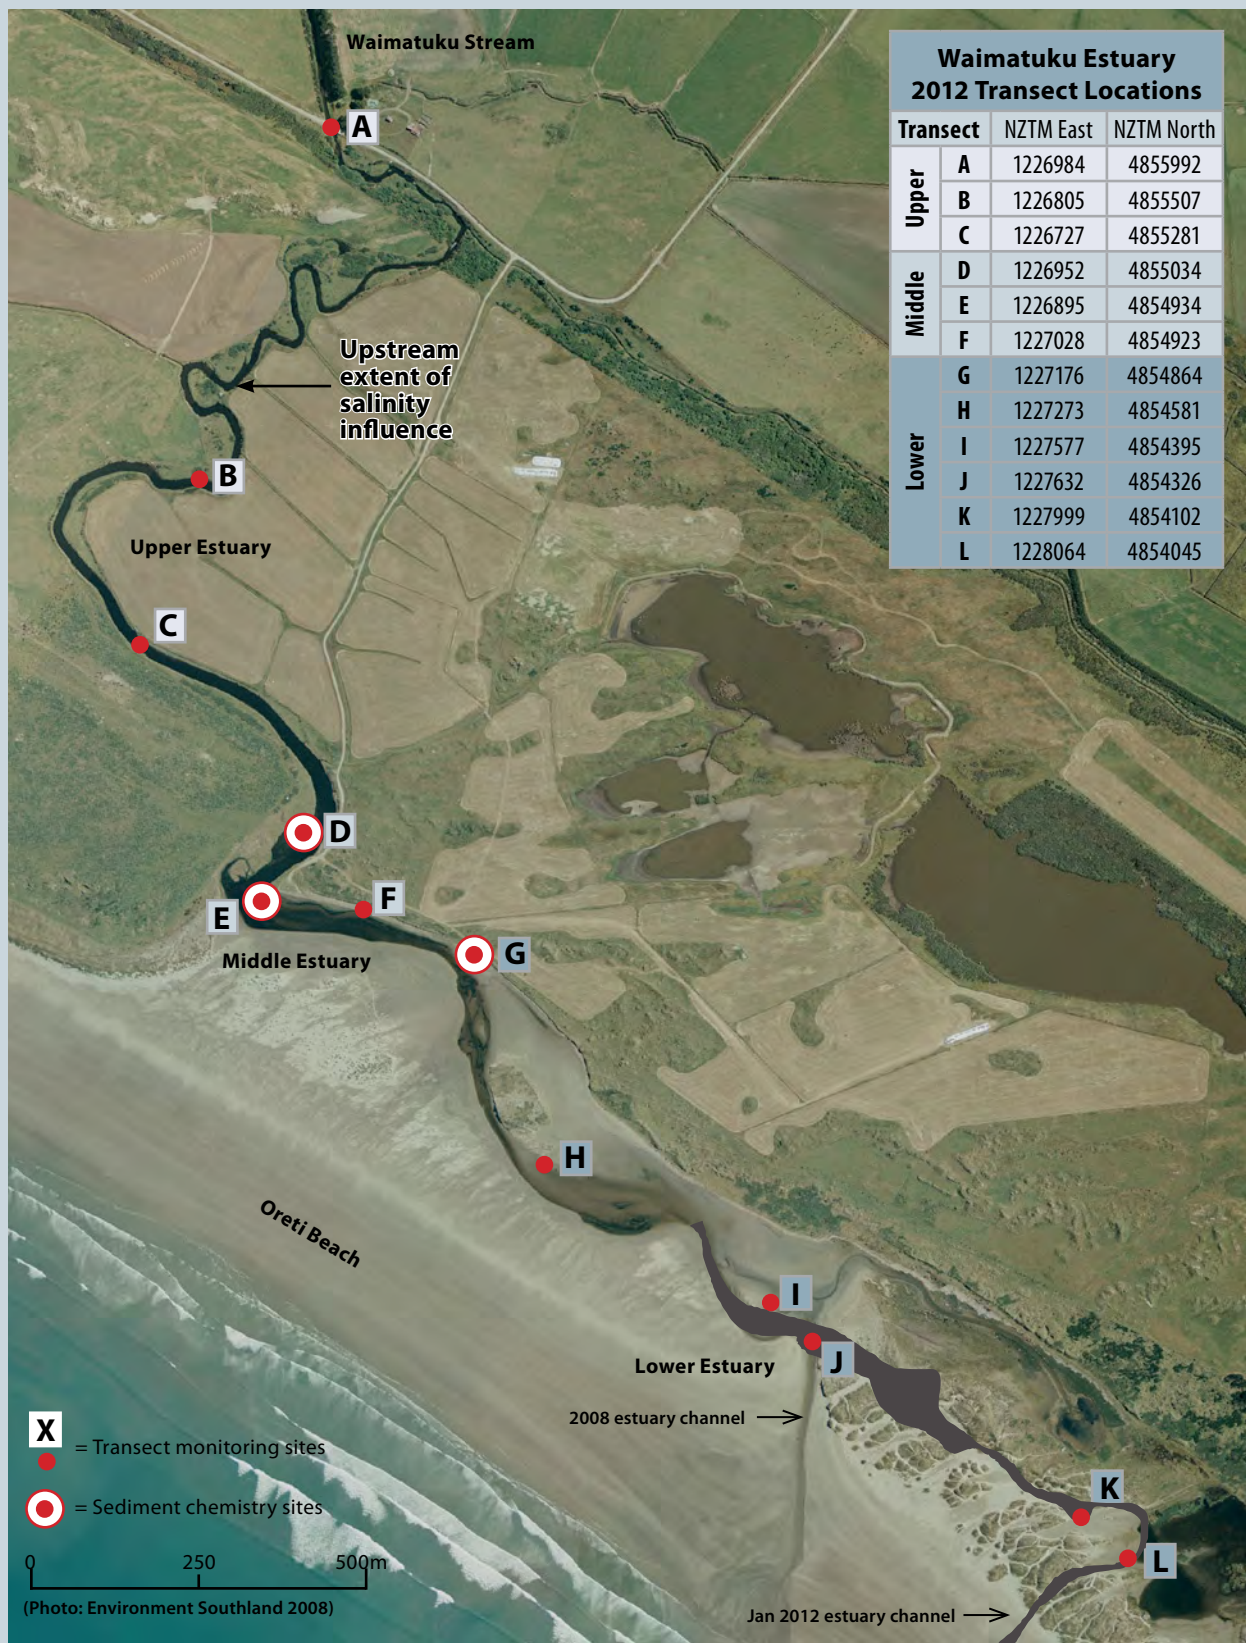 Waimatuku Stream
A
Waimatuku Estuary
2012 Transect Locations
Transect NZTM East NZTM North
Upper
A 1226984 4855992
B 1226805 4855507
C 1226727 4855281
Middle
D 1226952 4855034
E 1226895 4854934
F 1227028 4854923
Lower
G 1227176 4854864
H 1227273 4854581
I 1227577 4854395
J 1227632 4854326
K 1227999 4854102
L 1228064 4854045
Upstream
extent of
salinity
influence
B
Upper Estuary
C
D
E
F
Middle Estuary
G
H
Oreti Beach
I
J
Lower Estuary
2008 estuary channel
K
L
Jan 2012 estuary channel
X
= Transect monitoring sites
= Sediment chemistry sites
0 250 500m
(Photo: Environment Southland 2008)